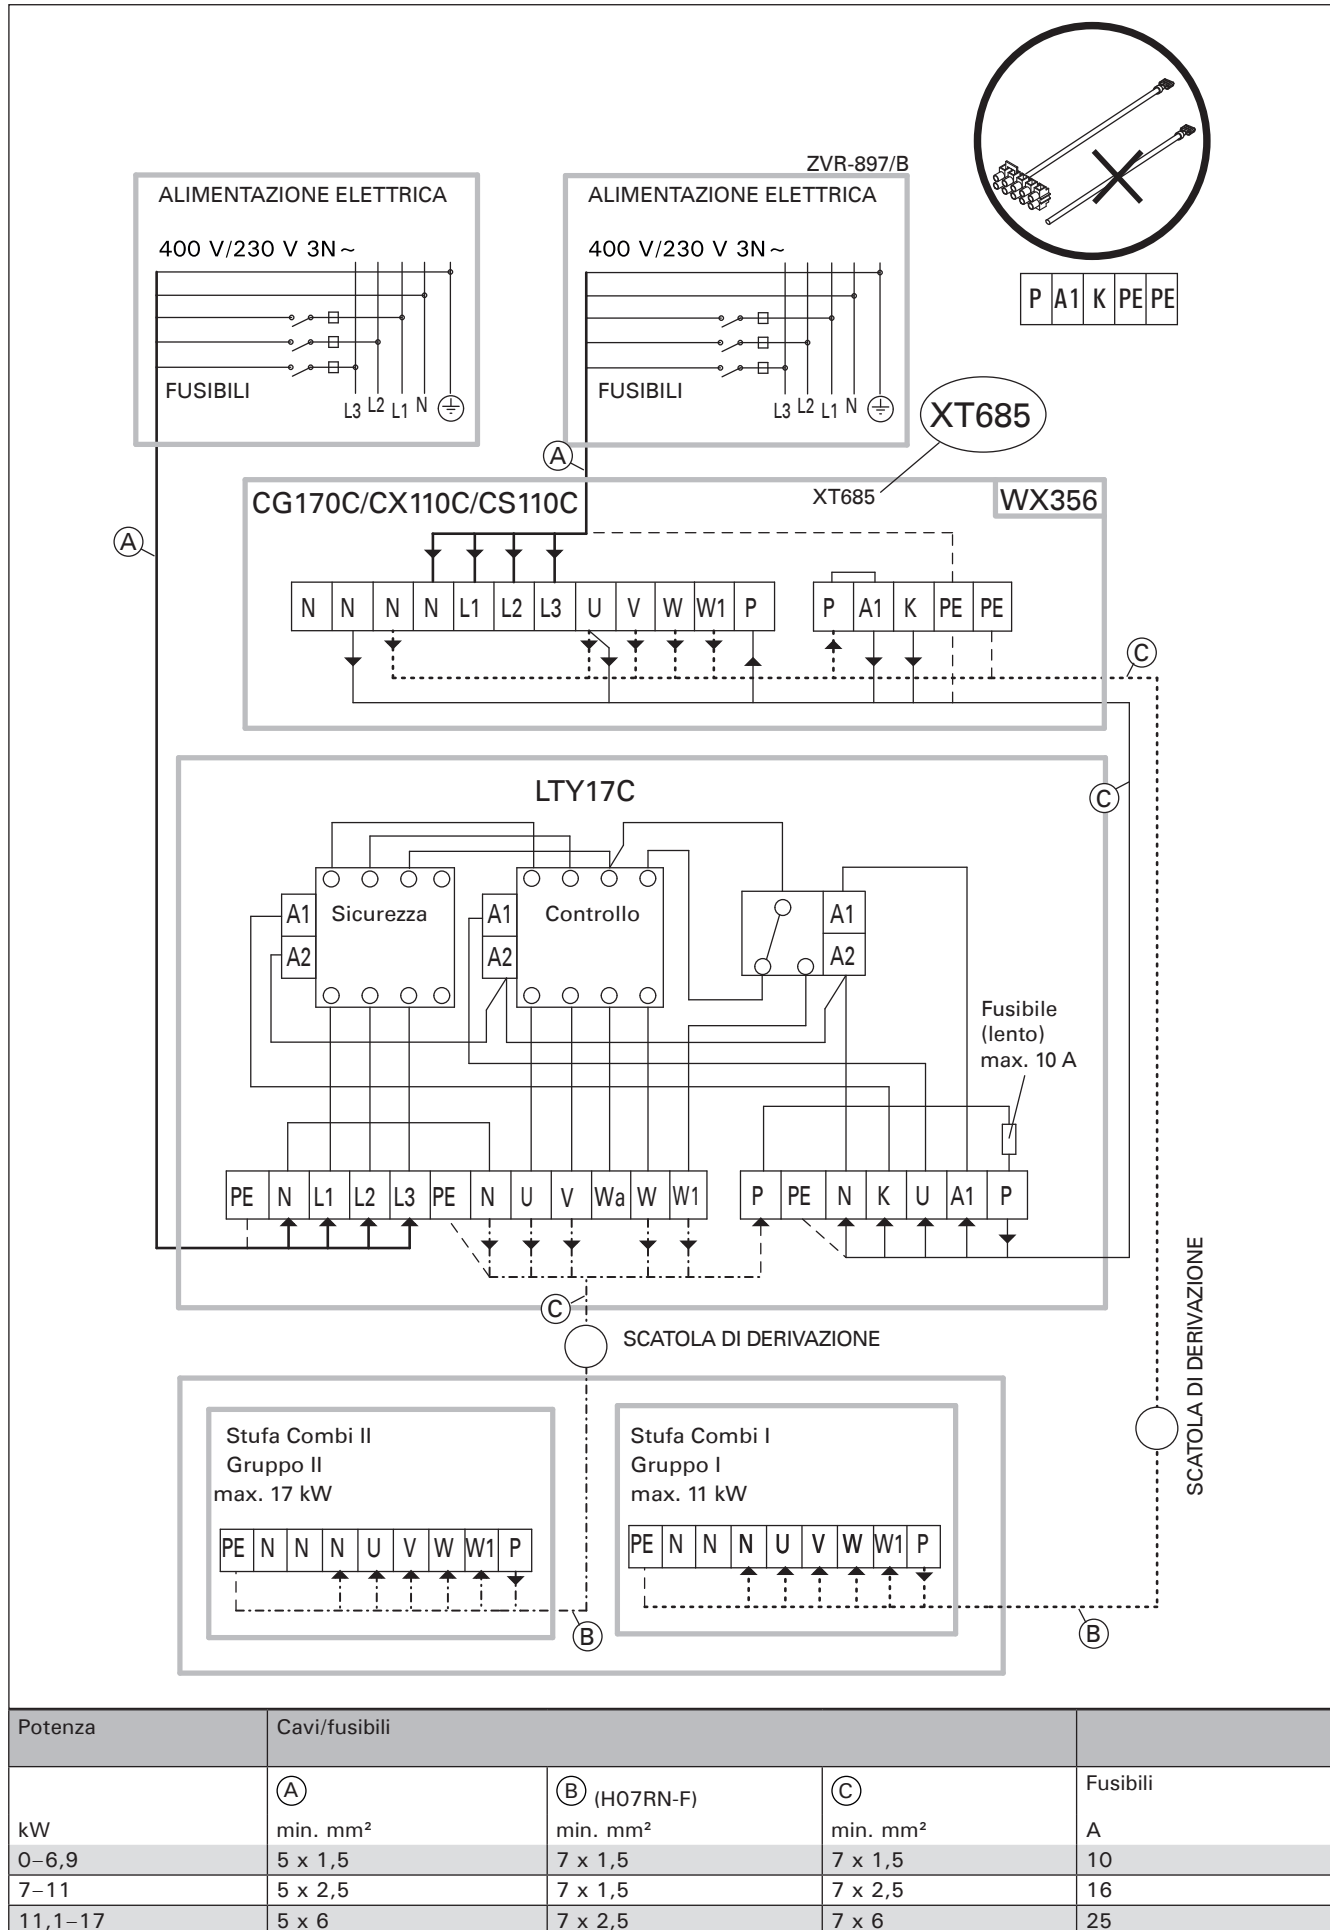 ZVR-897/B
ALIMENTAZIONE ELETTRICA
400 V/230 V 3N~
FUSIBILI
L3 L2 L1 N
ALIMENTAZIONE ELETTRICA
400 V/230 V 3N~
FUSIBILI
L3 L2 L1 N
P A1 K PE PE
XT685
A
A
CG170C/CX110C/CS110C
XT685
WX356
N N N N L1 L2 L3 U V W W1 P
P A1 K PE PE
C
LTY17C
C
A1
A2
Sicurezza
A1
A2
Controllo
A1
A2
Fusibile
(lento)
max. 10 A
PE N L1 L2 L3 PE N U V Wa W W1
P PE N K U A1 P
C
SCATOLA DI DERIVAZIONE
SCATOLA DI DERIVAZIONE
Stufa Combi II
Gruppo II
max. 17 kW
PE N N N U V W W1 P
B
Stufa Combi I
Gruppo I
max. 11 kW
PE N N N U V W W1 P
B
Potenza Cavi/fusibili
A B (H07RN-F) C Fusibili
kW min. mm² min. mm² min. mm² A
0–6,9 5 x 1,5 7 x 1,5 7 x 1,5 10
7–11 5 x 2,5 7 x 1,5 7 x 2,5 16
11,1–17 5 x 6 7 x 2,5 7 x 6 25